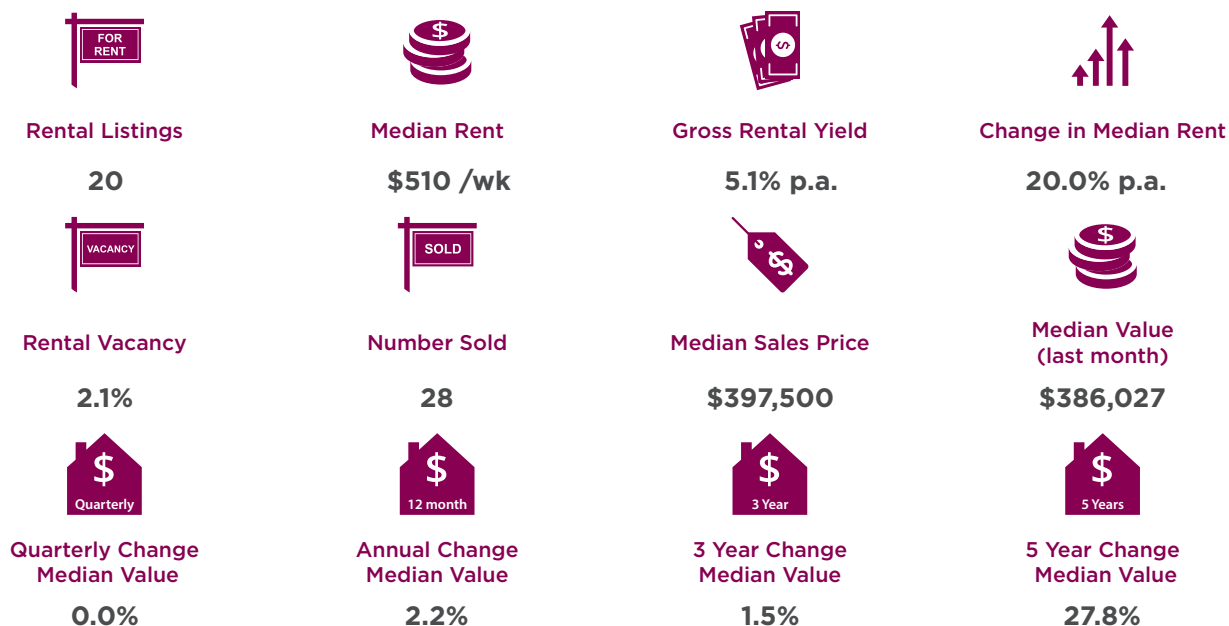 FOR
RENT
$
$
Rental Listings
Median Rent
Gross Rental Yield
Change in Median Rent
20
$510 /wk
5.1% p.a.
20.0% p.a.
VACANCY
SOLD
$
$
Rental Vacancy
Number Sold
Median Sales Price
Median Value
(last month)
2.1%
28
$397,500
$386,027
$
Quarterly
$
12 month
$
3 Year
$
5 Years
Quarterly Change
Median Value
Annual Change
Median Value
3 Year Change
Median Value
5 Year Change
Median Value
0.0%
2.2%
1.5%
27.8%